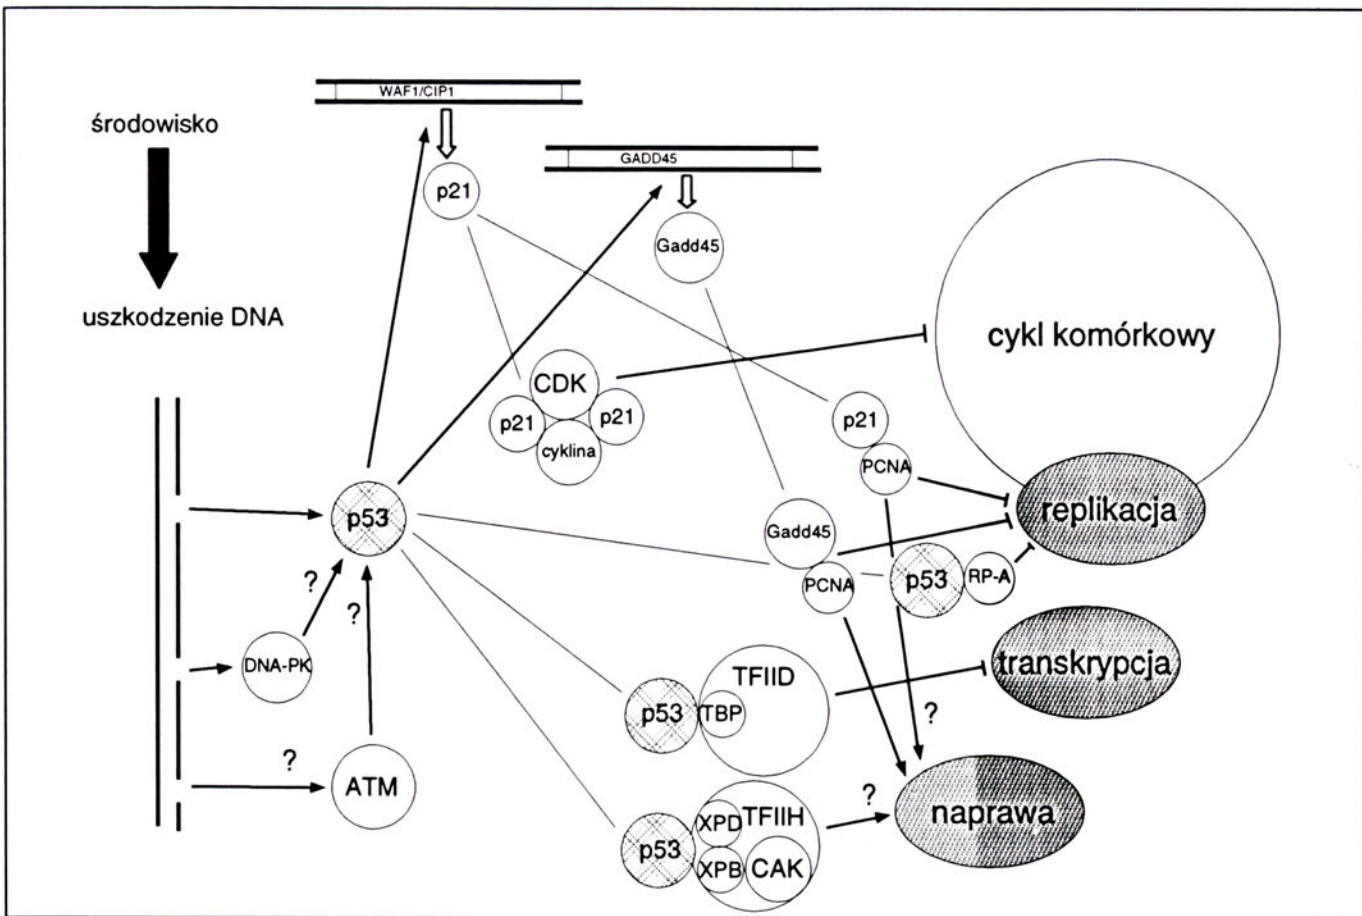 WAF1/CIP1
środowisko
GADD45
p21
Gadd45
uszkodzenie DNA
cykl komórkowy
CDK
p21
p21
cyklina
p21
PCNA
p53
replikacja
Gadd45
PCNA
p53
RP-A
?
?
DNA-PK
TFIID
transkrypcja
p53
TBP
?
?
ATM
?
XPD
TFIIH
naprawa
p53
XPB
CAK